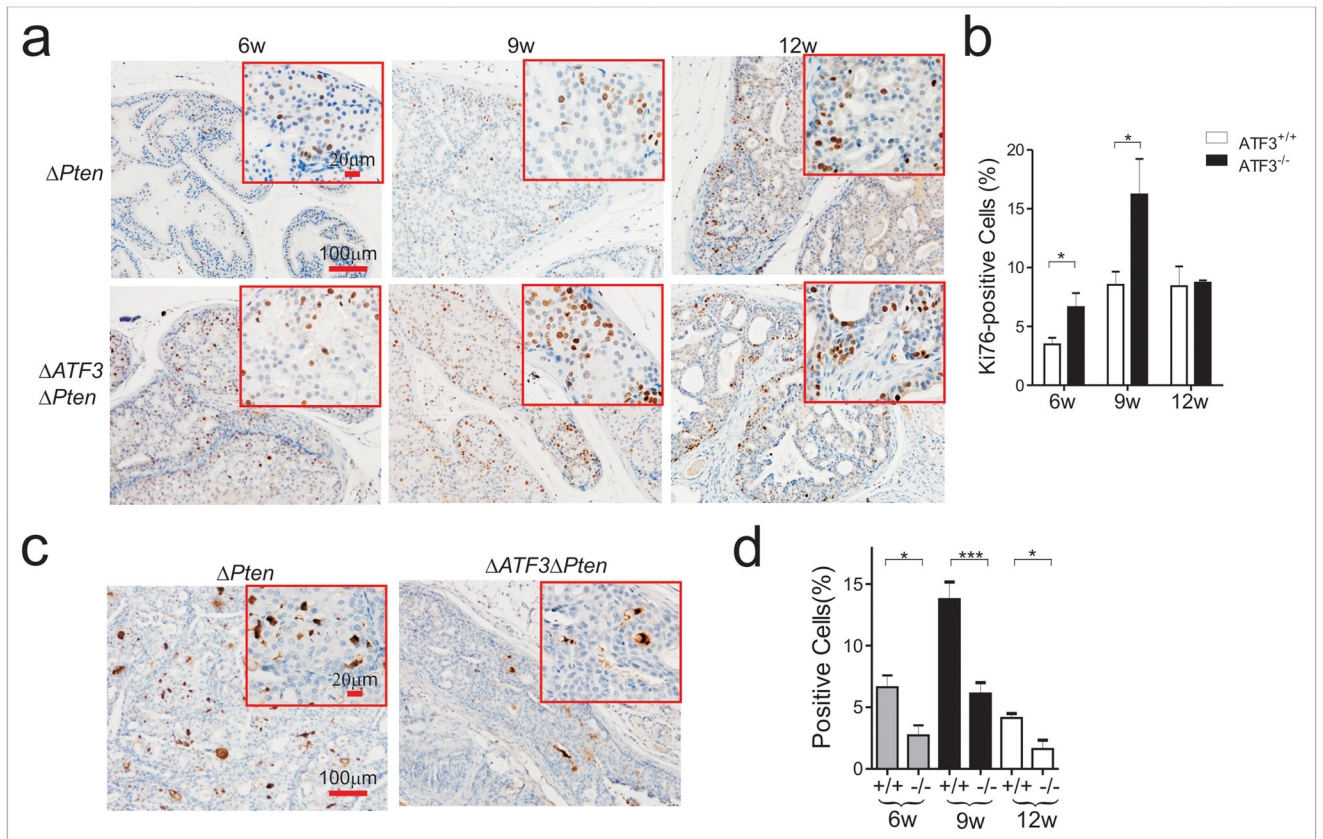 a
6w
9w
12w
ΔPten
20μm
100μm
ΔATF3
ΔPten
b
Ki76-positive Cells (%)
20
15
10
5
0
*
*
6w
9w
12w
ATF3+/+
ATF3-/-
c
ΔPten
ΔATF3ΔPten
20μm
100μm
d
Positive Cells(%)
15
10
5
0
*
***
*
+/+ -/- +/+ -/- +/+ -/-
6w
9w
12w